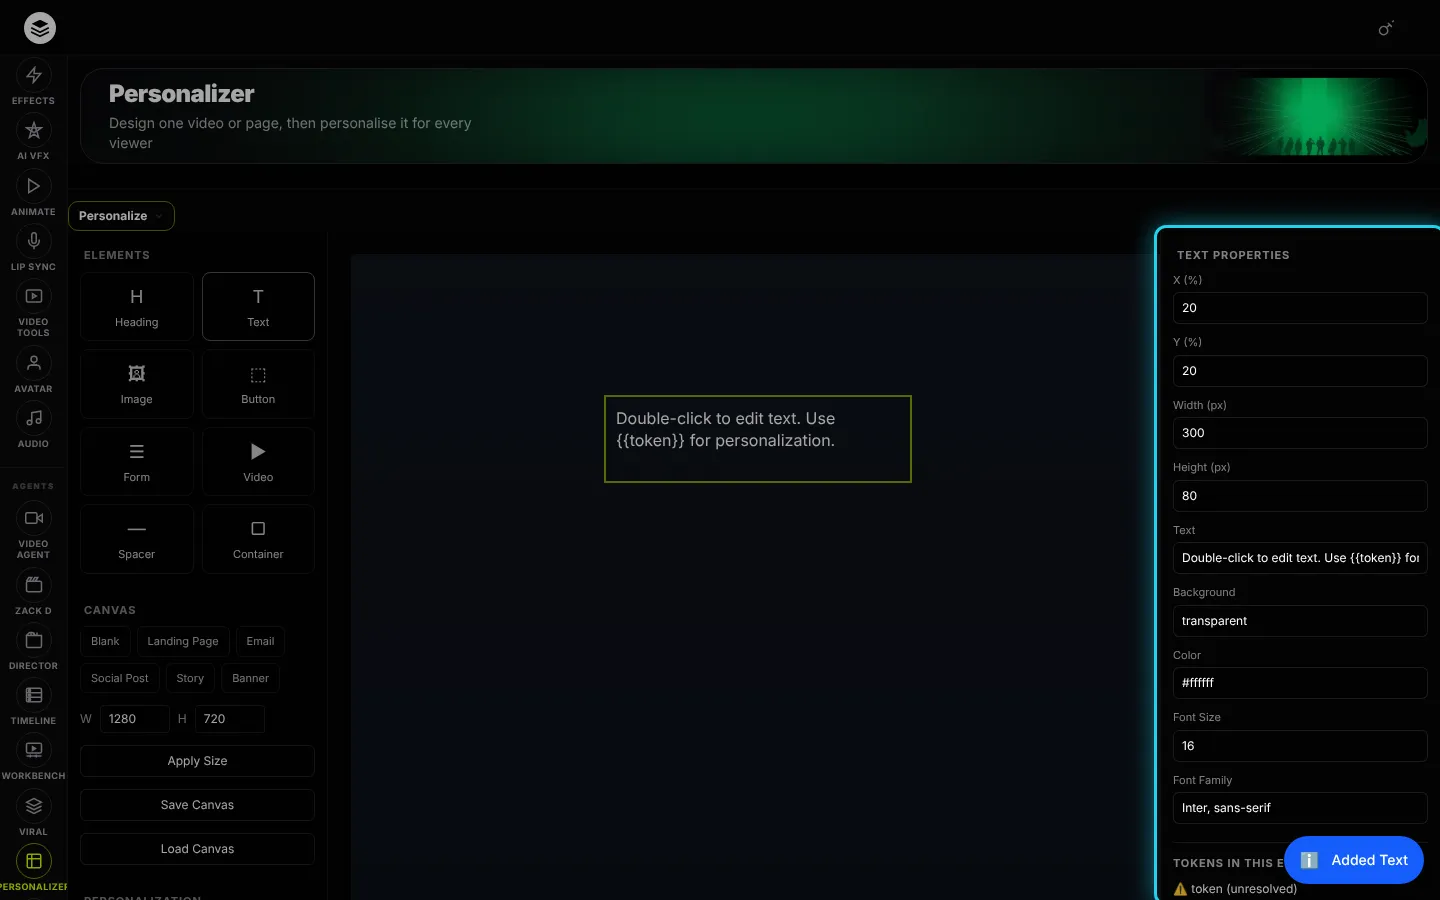 Personalizer
Design one video or page, then personalise it for every
viewer
EFFECTS
AI VFX
ANIMATE
LIP SYNC
VIDEO
TOOLS
AVATAR
AUDIO
AGENTS
VIDEO
AGENT
ZACK D
DIRECTOR
TIMELINE
WORKBENCH
VIRAL
PERSONALIZER
Personalize
ELEMENTS
H
Heading
T
Text
Image
Button
Form
Video
Spacer
Container
CANVAS
Blank
Landing Page
Email
Social Post
Story
Banner
W 1280 H 720
Apply Size
Save Canvas
Load Canvas
Double-click to edit text. Use
{{token}} for personalization.
TEXT PROPERTIES
X (%)
20
Y (%)
20
Width (px)
300
Height (px)
80
Text
Double-click to edit text. Use {{token}} for
Background
transparent
Color
#ffffff
Font Size
16
Font Family
Inter, sans-serif
TOKENS IN THIS E
token (unresolved)
Added Text